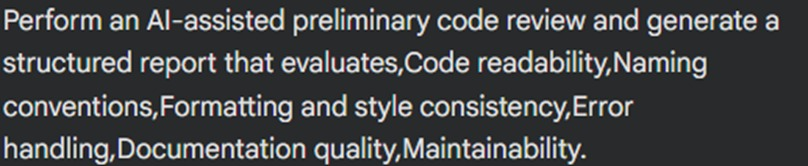 Perform an AI-assisted preliminary code review and generate a
structured report that evaluates,Code readability,Naming
conventions,Formatting and style consistency,Error
handling,Documentation quality,Maintainability.